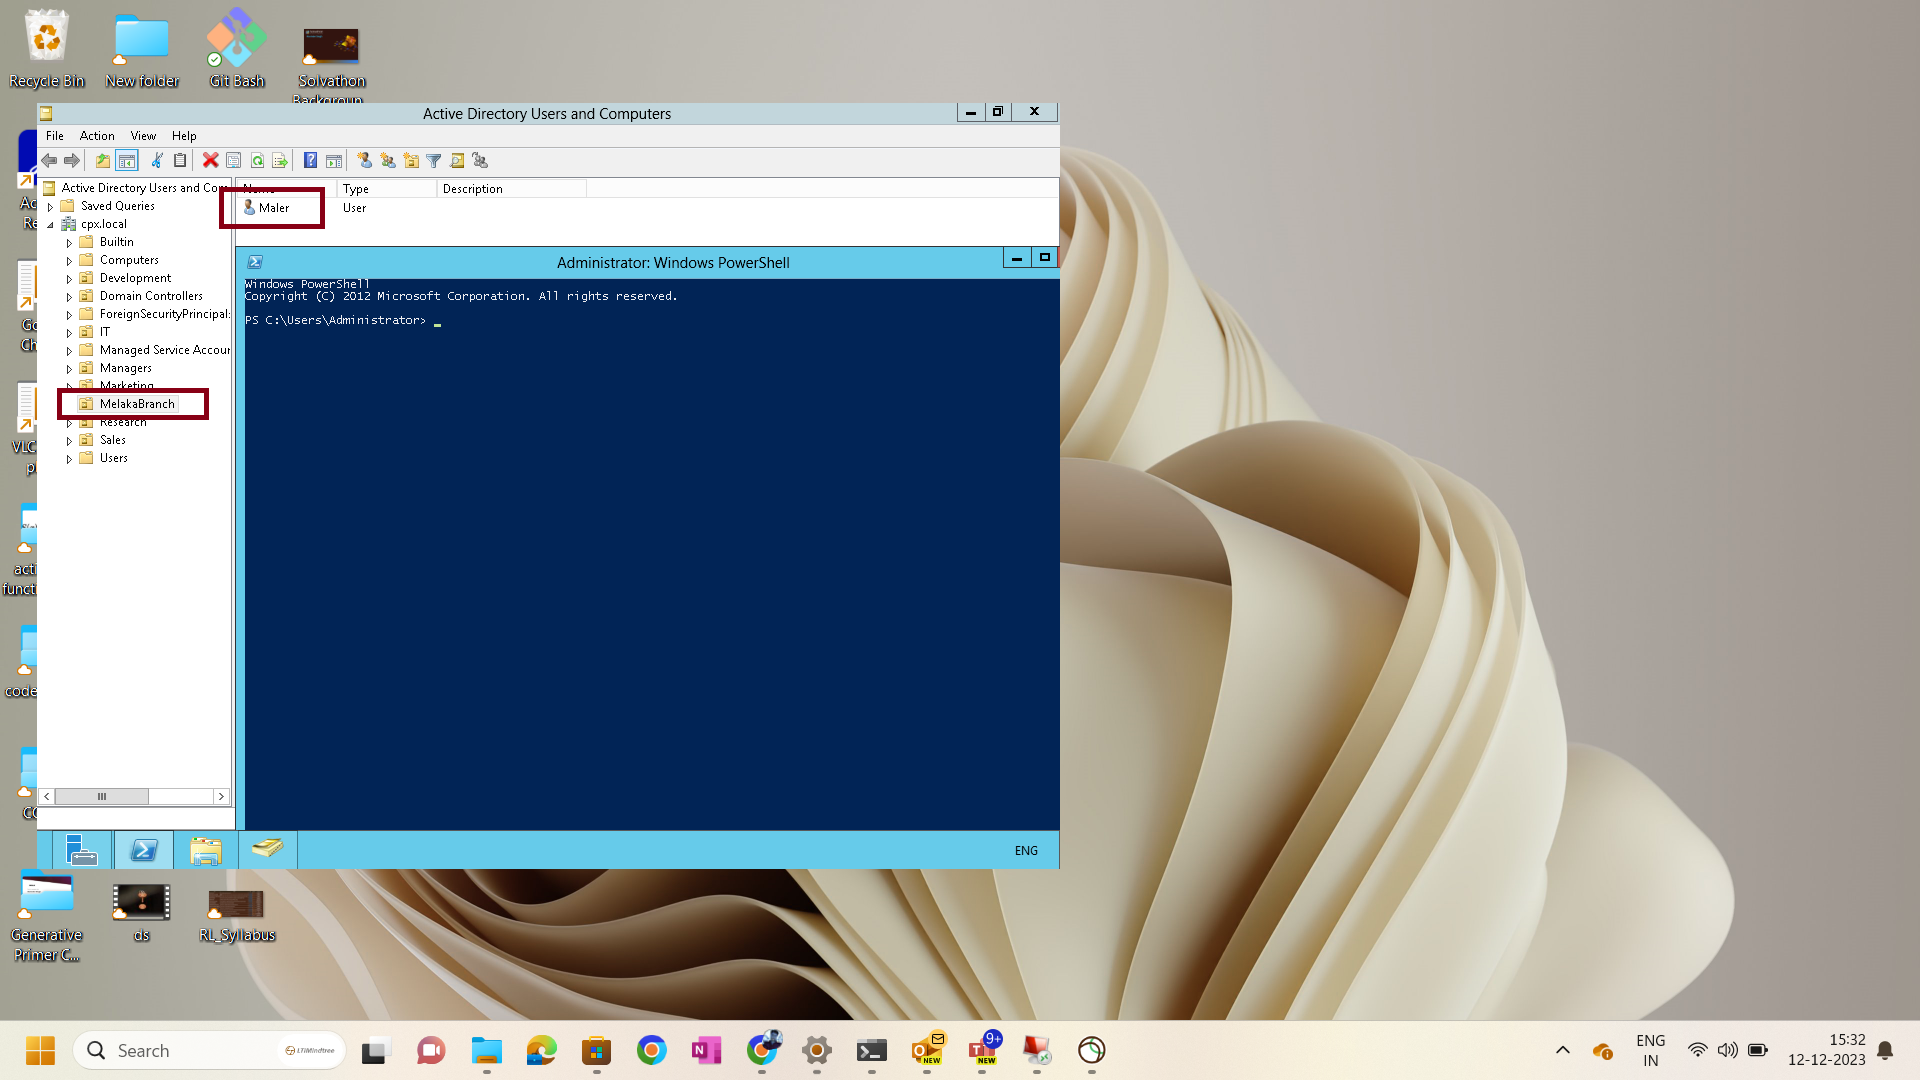 Recycle Bin
New folder
Git Bash
Solvathon
Backgroun
Active Directory Users and Computers
File Action View Help
Active Directory Users and Com
Name Type Description
Saved Queries
Maler User
cpx.local
Builtin
Computers
Development
Domain Controllers
ForeignSecurityPrincipal:
IT
Managed Service Accour
Managers
Marketing
MelakaBranch
Research
Sales
Users
Administrator: Windows PowerShell
Windows PowerShell
Copyright (C) 2012 Microsoft Corporation. All rights reserved.
PS C:\Users\Administrator> _
Ac
Re
Go
Ch
VLC
p
acti
funct
code
CC
ENG
Generative
Primer C...
ds
RL_Syllabus
Search
LTIMindtree
NEW
9+
NEW
ENG
IN
15:32
12-12-2023